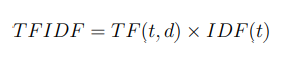 TFIDF = TF(t, d) × IDF(t)